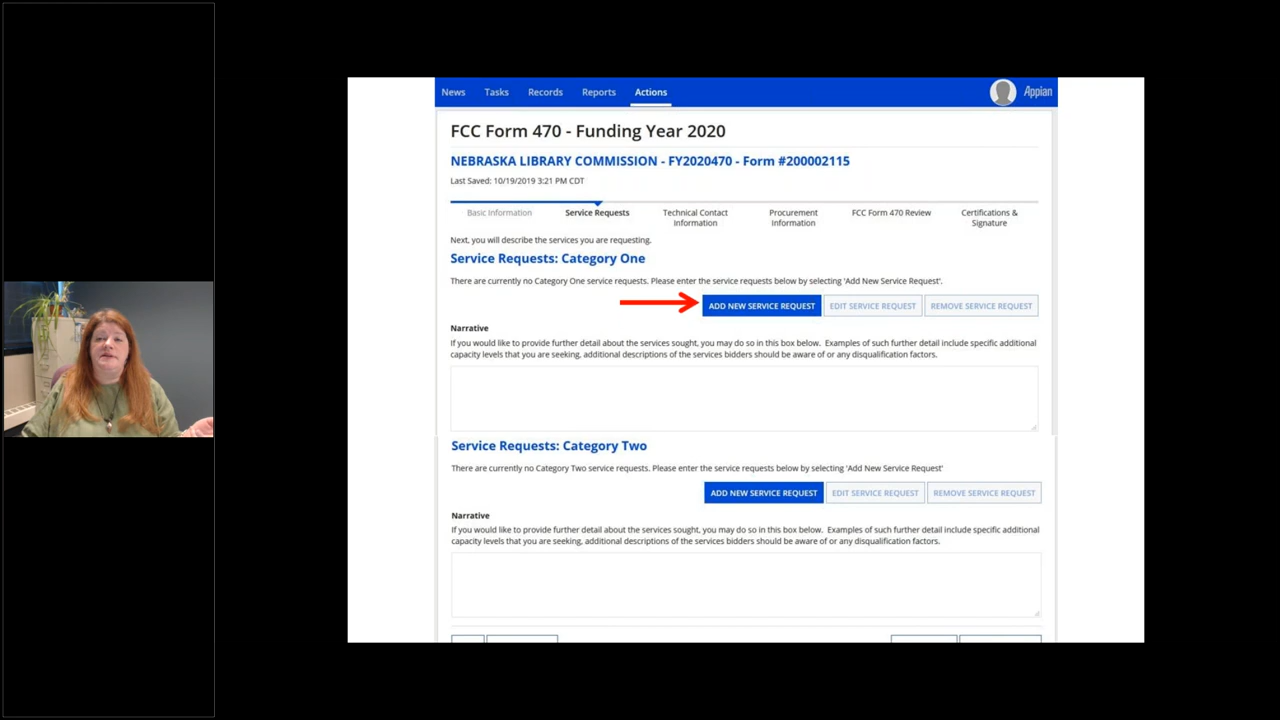 News Tasks Records Reports Actions Appian
FCC Form 470 - Funding Year 2020
NEBRASKA LIBRARY COMMISSION - FY2020470 - Form #200002115
Last Saved: 10/19/2019 3:21 PM CDT
Basic Information
Service Requests
Technical Contact
Information
Procurement
Information
FCC Form 470 Review
Certifications &
Signature
Next, you will describe the services you are requesting.
Service Requests: Category One
There are currently no Category One service requests. Please enter the service requests below by selecting 'Add New Service Request'.
ADD NEW SERVICE REQUEST EDIT SERVICE REQUEST REMOVE SERVICE REQUEST
Narrative
If you would like to provide further detail about the services sought, you may do so in this box below. Examples of such further detail include specific additional
capacity levels that you are seeking, additional descriptions of the services bidders should be aware of or any disqualification factors.
Service Requests: Category Two
There are currently no Category Two service requests. Please enter the service requests below by selecting 'Add New Service Request'
ADD NEW SERVICE REQUEST EDIT SERVICE REQUEST REMOVE SERVICE REQUEST
Narrative
If you would like to provide further detail about the services sought, you may do so in this box below. Examples of such further detail include specific additional
capacity levels that you are seeking, additional descriptions of the services bidders should be aware of or any disqualification factors.